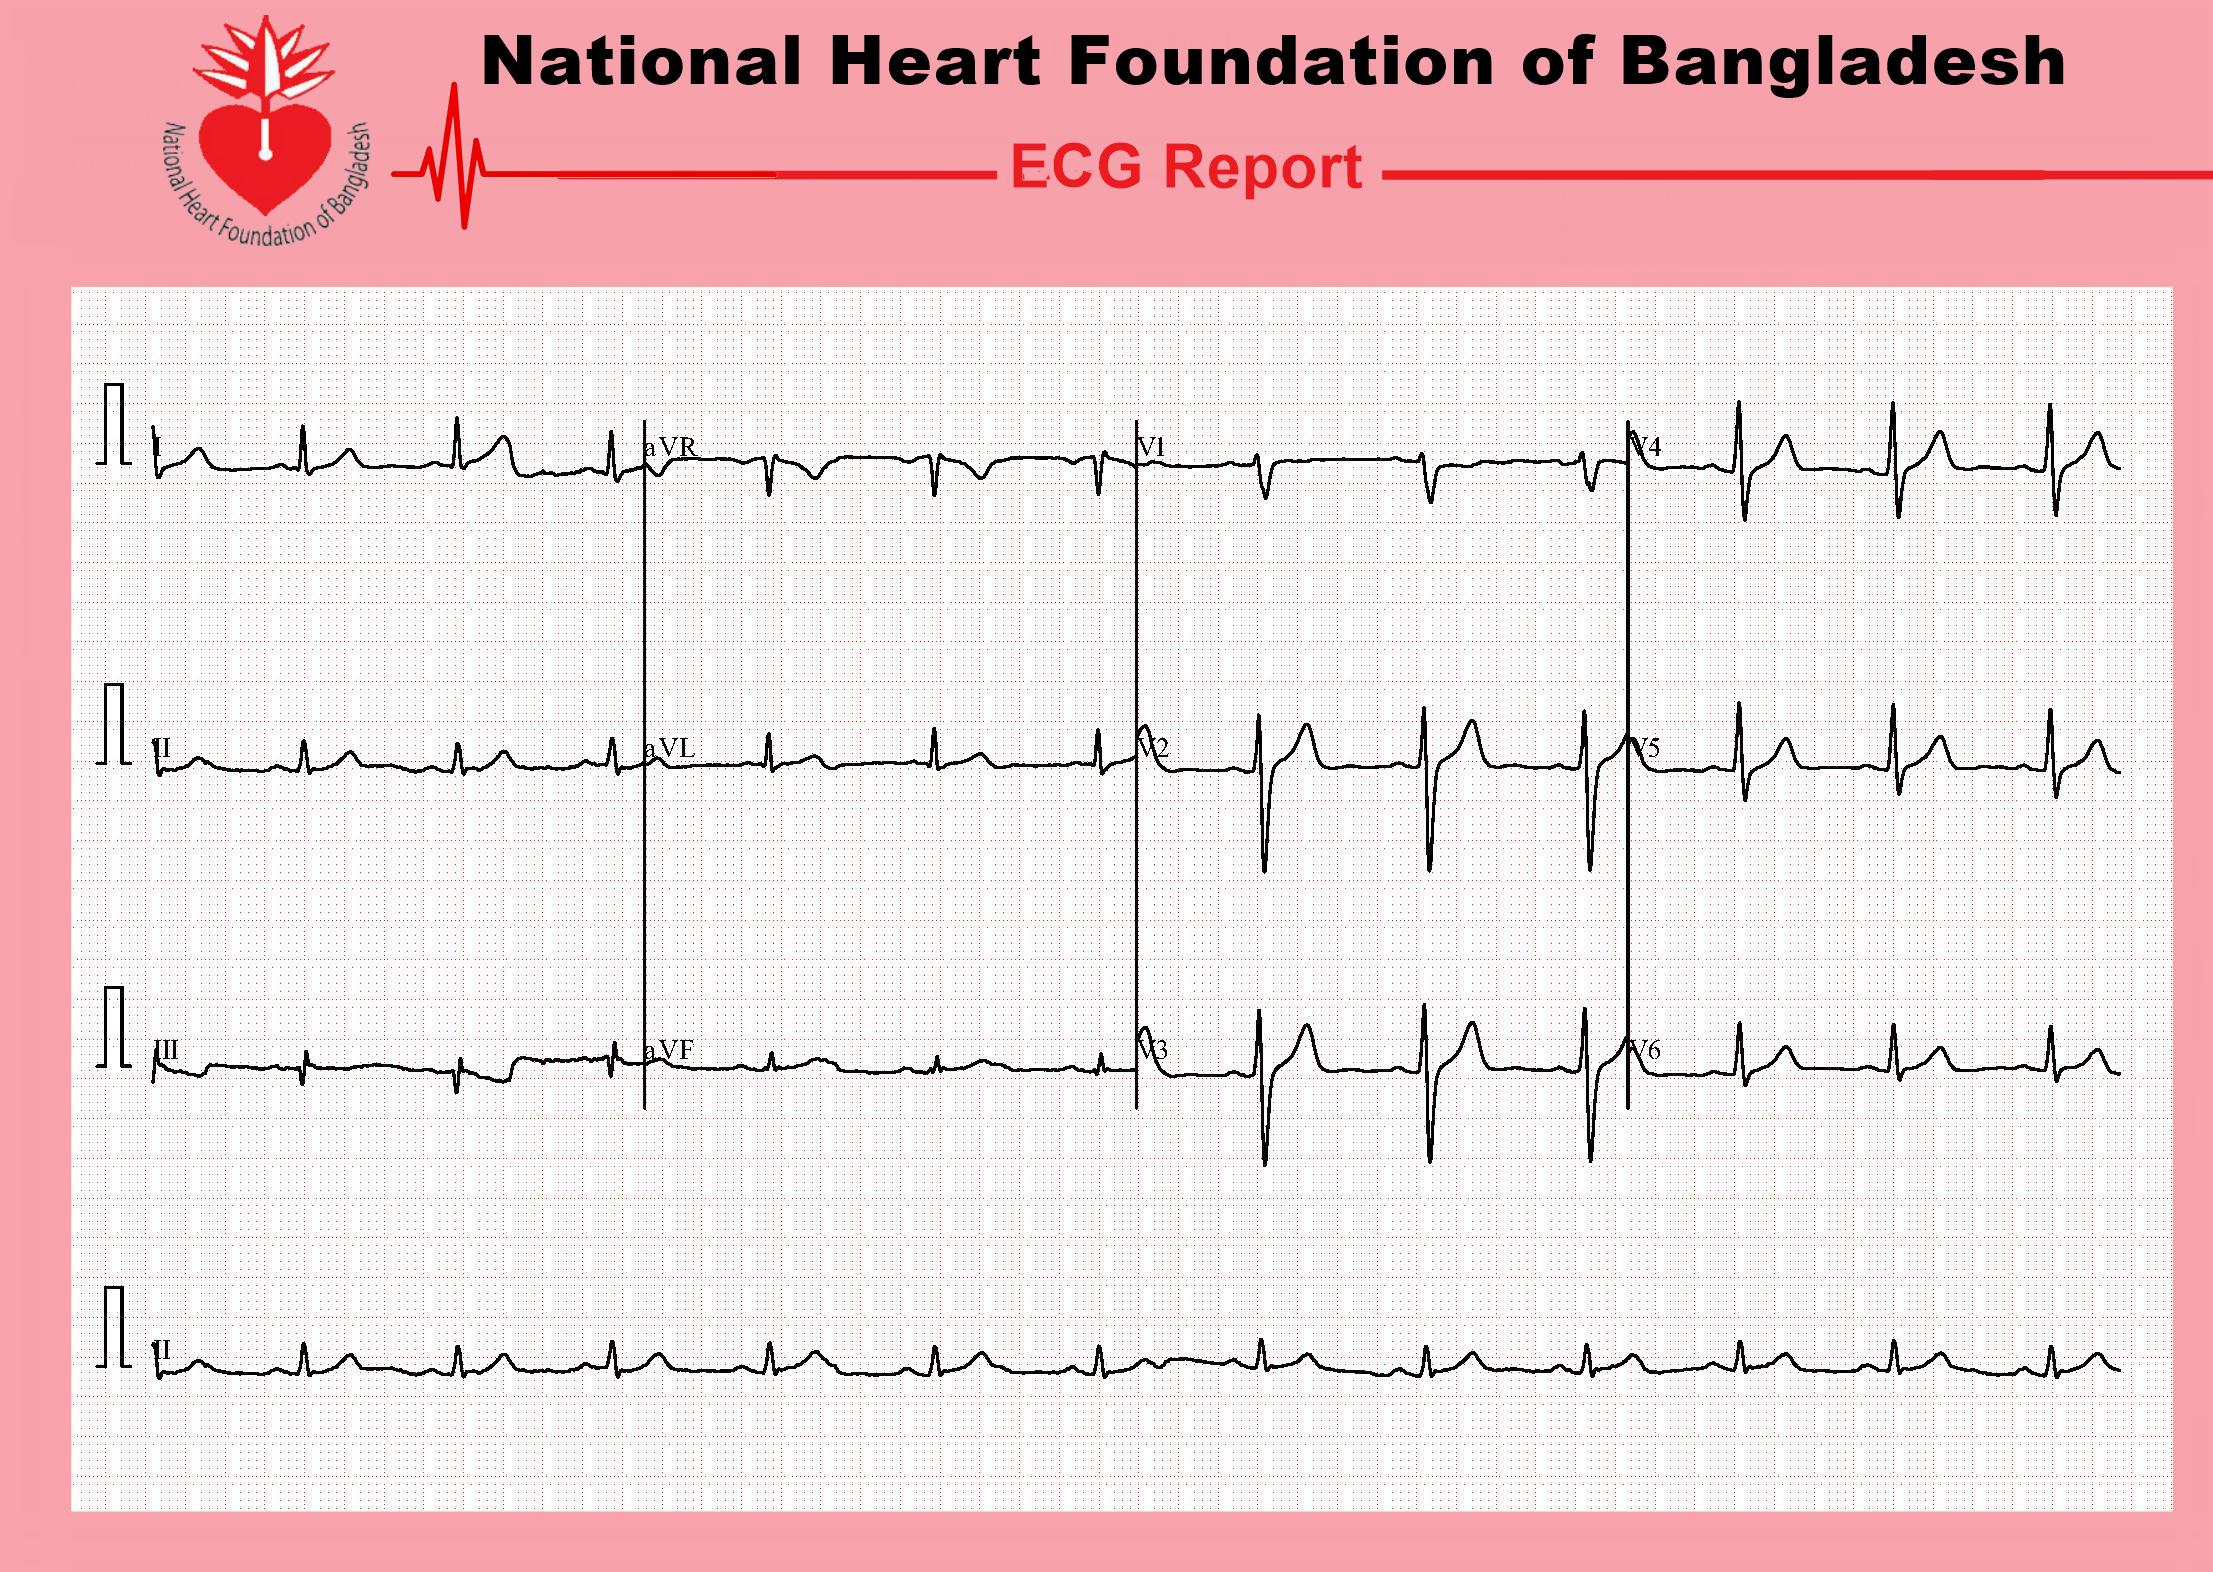 National Heart Foundation of Bangladesh
National Heart Foundation of Bangladesh
ECG Report
I aVR V1 V4
II aVL V2 V5
III aVF V3 V6
II